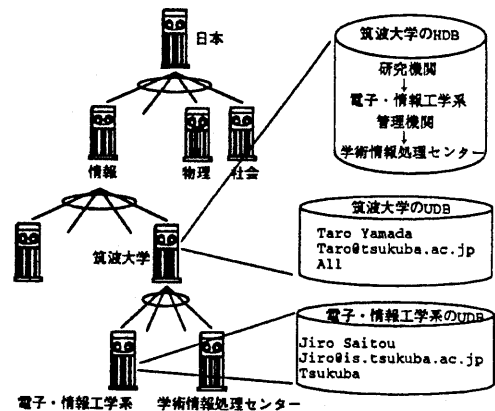 日本
情報
物理
社会
筑波大学
電子・情報工学系
学術情報処理センター
筑波大学のHDB
研究機関
↓
電子・情報工学系
管理機関
↓
学術情報処理センター
筑波大学のUDB
Taro Yamada
Taro@tsukuba.ac.jp
All
電子・情報工学系のUDB
Jiro Saitou
Jiro@is.tsukuba.ac.jp
Tsukuba